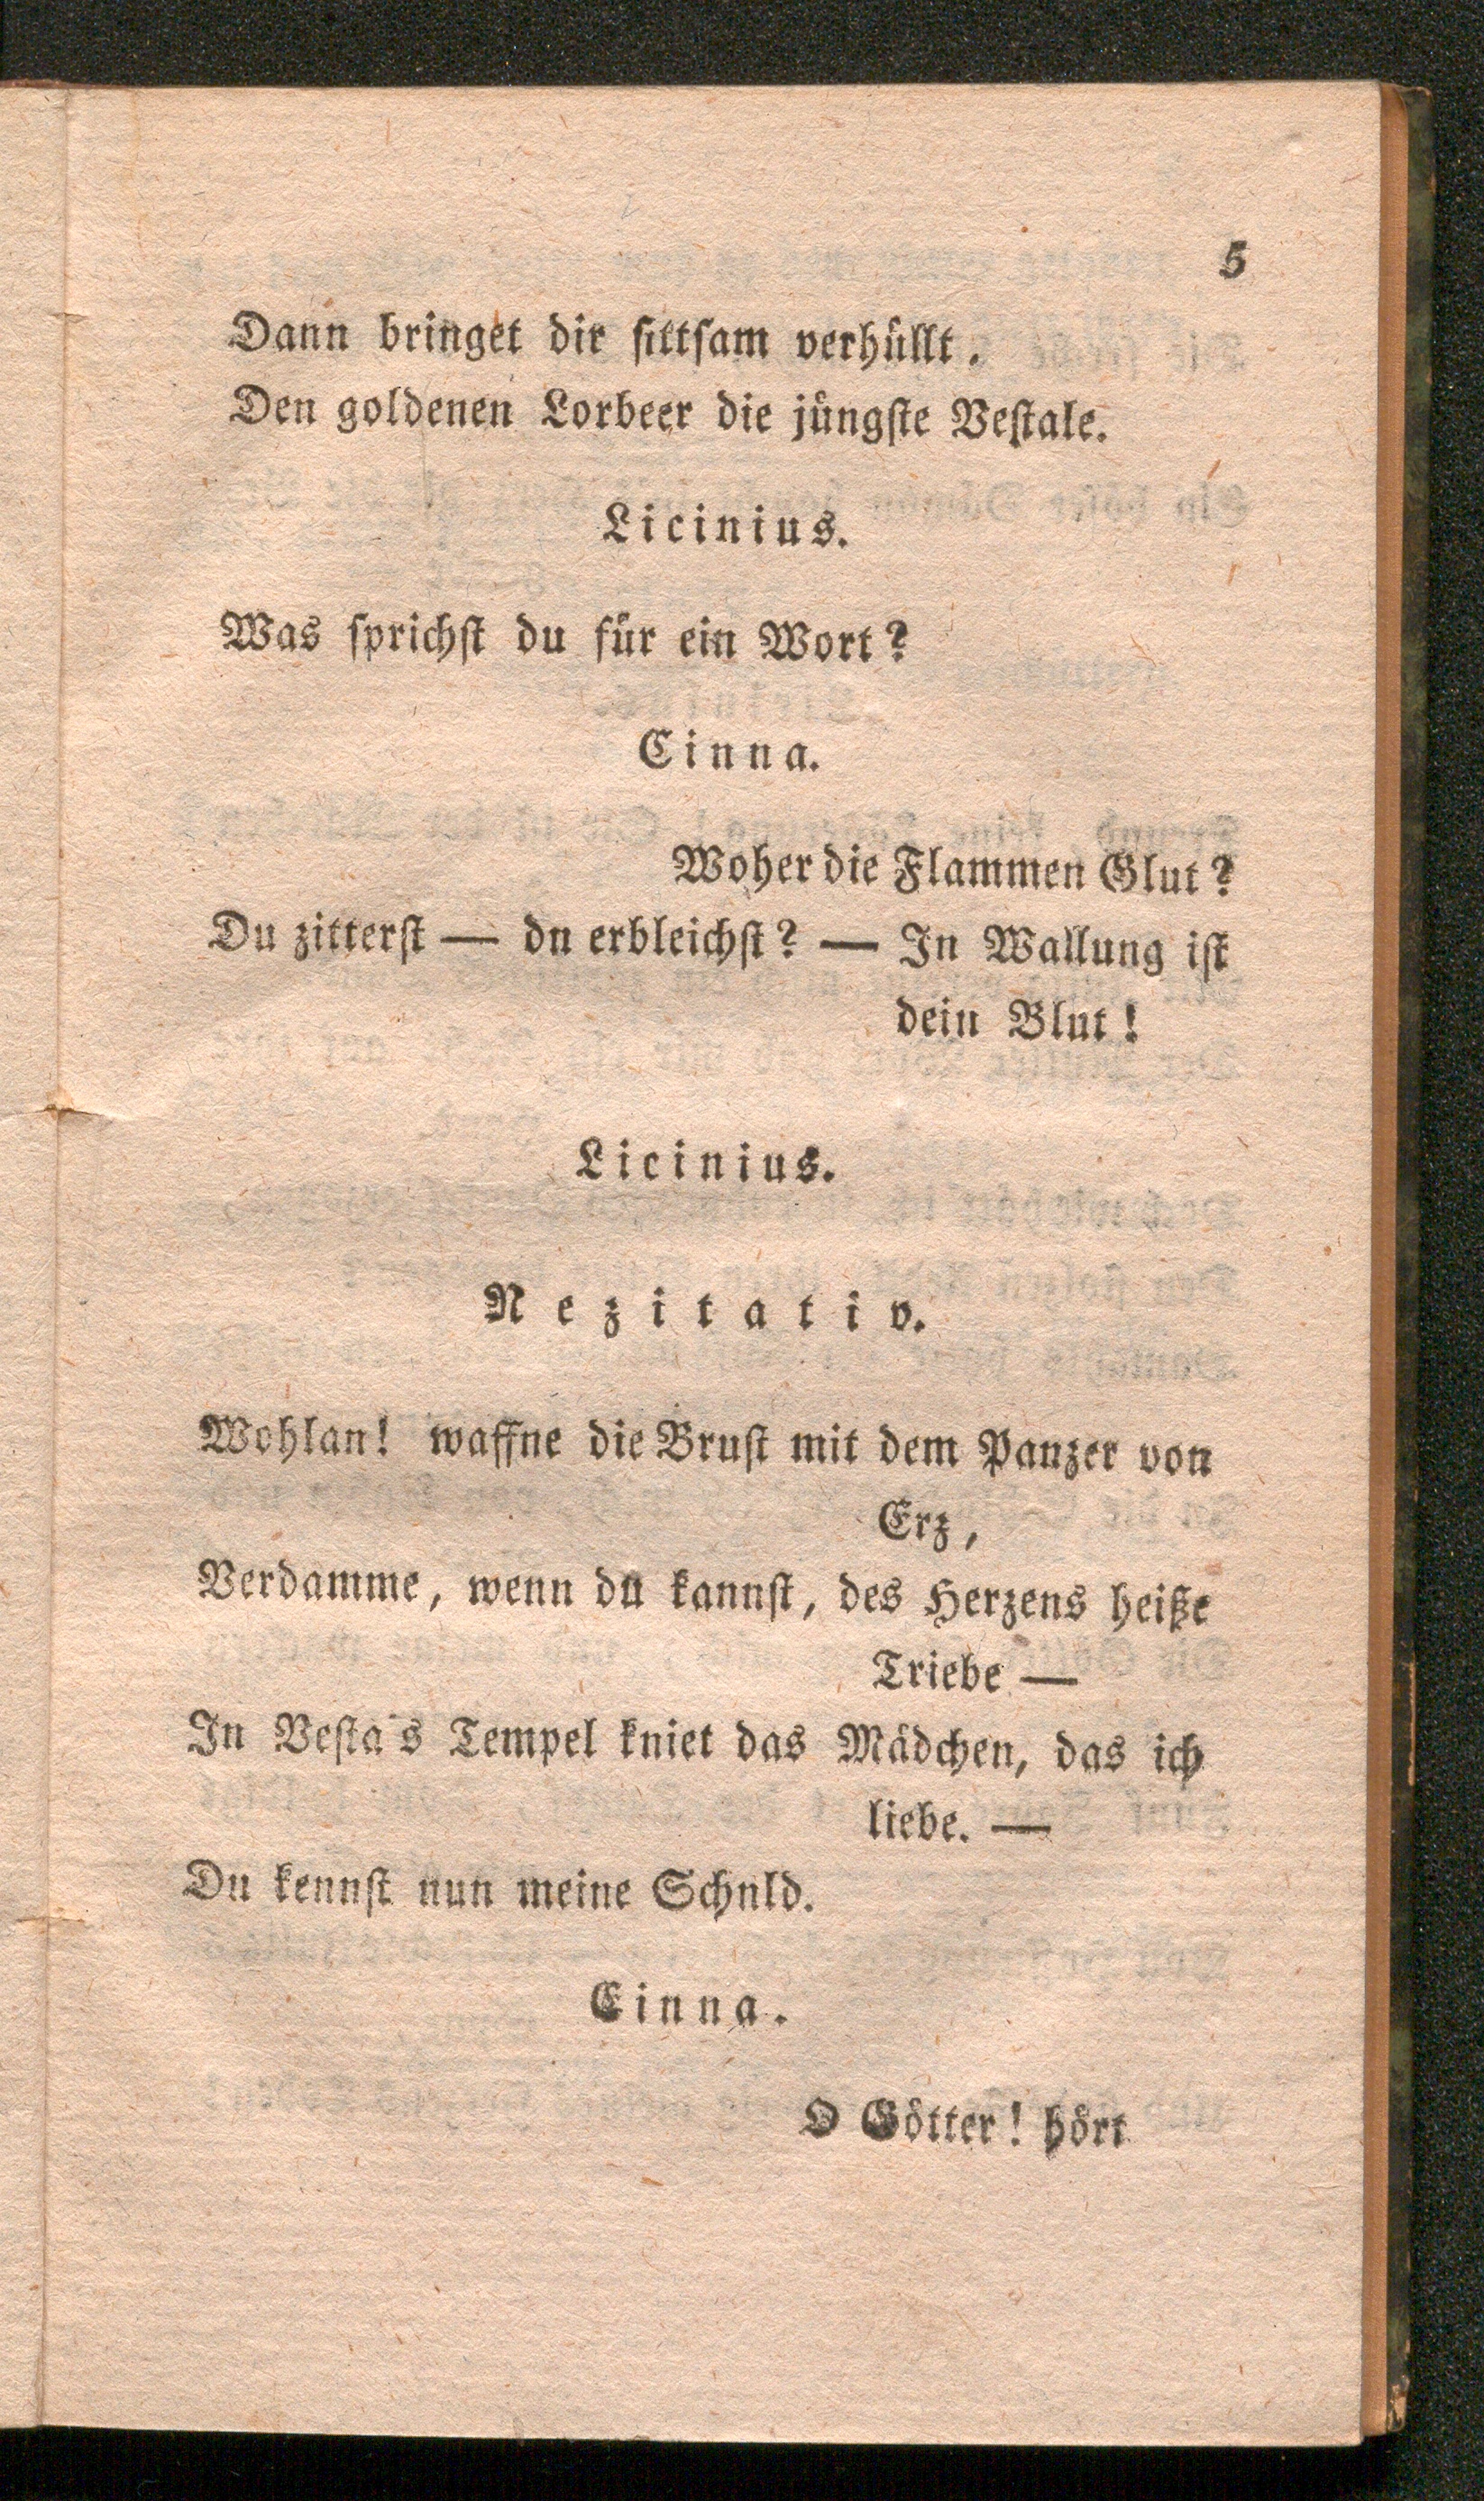 5
Dann bringet dir ſittſam verhüllt.
Den goldenen Lorbeer die jüngſte Veſtale.
Licinius.
Was ſprichſt du für ein Wort?
Cinna.
Woher die Flammen Glut?
Du zitterſt — dn erbleichſt? — In Wallung iſt
dein Blut!
Licinius.
Rezitativ.
Wohlan! waffne die Bruſt mit dem Panzer von
Erz,
Verdamme, wenn du kannſt, des Herzens heiße
Triebe —
In Veſta's Tempel kniet das Mädchen, das ich
liebe. —
Du kennſt nun meine Schnld.
Cinna.
O Götter! hört